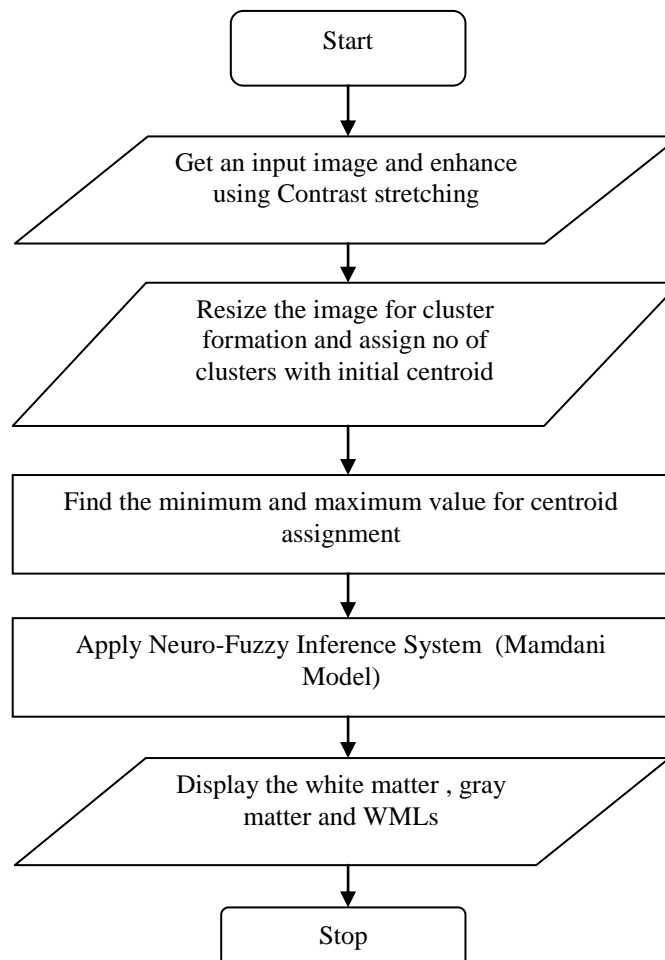 Start
Get an input image and enhance
using Contrast stretching
Resize the image for cluster
formation and assign no of
clusters with initial centroid
Find the minimum and maximum value for centroid
assignment
Apply Neuro-Fuzzy Inference System (Mamdani
Model)
Display the white matter , gray
matter and WMLs
Stop